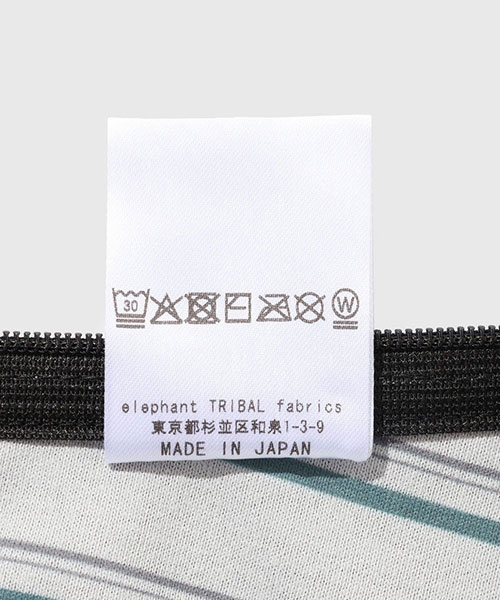 30 W
elephant TRIBAL fabrics
東京都杉並区和泉1-3-9
MADE IN JAPAN